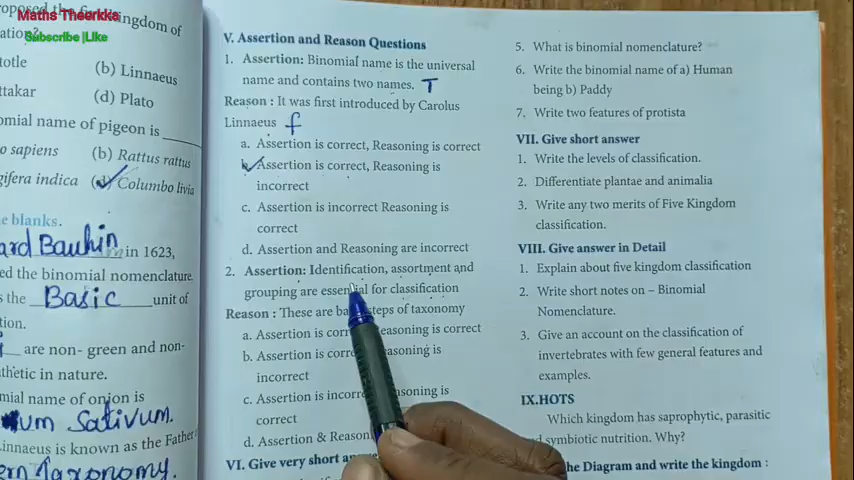 roposed the
ingdom of
Maths Theerkka
Subscribe |Like
ation?
totle
(b) Linnaeus
ttakar
(d) Plato
omial name of pigeon is
o sapiens
(b) Rattus rattus
gifera indica
(d) Columbo livia
e blanks.
ard Bauhin in 1623,
ed the binomial nomenclature.
s the Basic unit of
tion.
are non- green and non-
thetic in nature.
mial name of onion is
um Sativum.
Linnaeus is known as the Father
ern Taxonomy.
V. Assertion and Reason Questions
1. Assertion: Binomial name is the universal
name and contains two names. T
Reason : It was first introduced by Carolus
Linnaeus f
a. Assertion is correct, Reasoning is correct
b. Assertion is correct, Reasoning is
incorrect
c. Assertion is incorrect Reasoning is
correct
d. Assertion and Reasoning are incorrect
2. Assertion: Identification, assortment and
grouping are essential for classification
Reason : These are steps of taxonomy
a. Assertion is Reasoning is correct
b. Assertion is is
incorrect
c. Assertion is is
correct
d. Assertion &
VI. Give very short
5. What is binomial nomenclature?
6. Write the binomial name of a) Human
being b) Paddy
7. Write two features of protista
VII. Give short answer
1. Write the levels of classification.
2. Differentiate plantae and animalia
3. Write any two merits of Five Kingdom
classification.
VIII. Give answer in Detail
1. Explain about five kingdom classification
2. Write short notes on – Binomial
Nomenclature.
3. Give an account on the classification of
invertebrates with few general features and
examples.
IX.HOTS
Which kingdom has saprophytic, parasitic
symbiotic nutrition. Why?
he Diagram and write the kingdom :